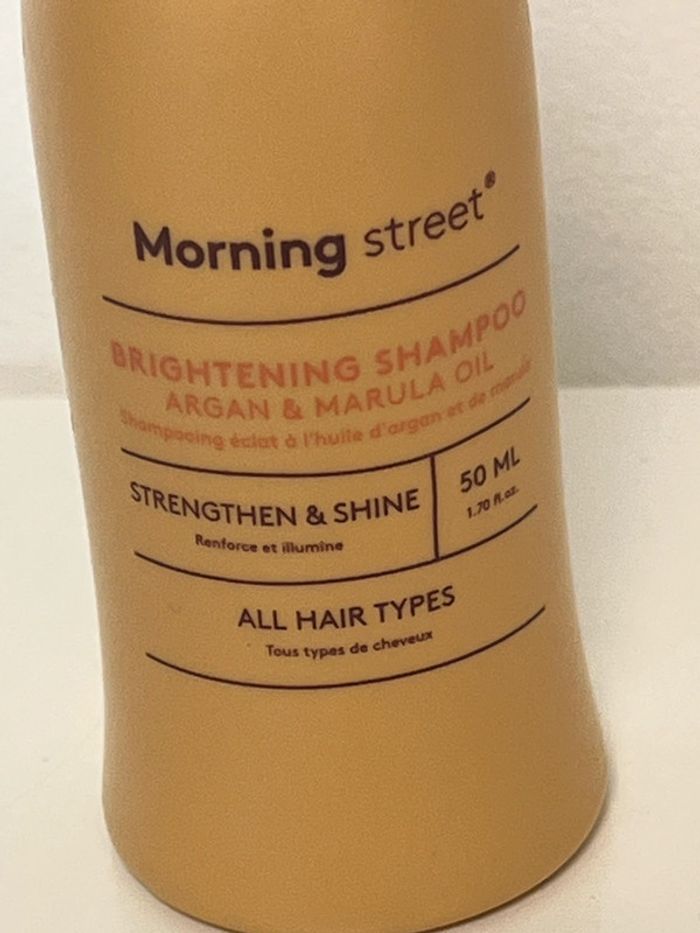 Morning street®
BRIGHTENING SHAMPOO
ARGAN & MARULA OIL
Shampooing éclat à l'huile d'argan et de marula
STRENGTHEN & SHINE
Renforce et illumine
50 ML
1.70 fl.oz.
ALL HAIR TYPES
Tous types de cheveux